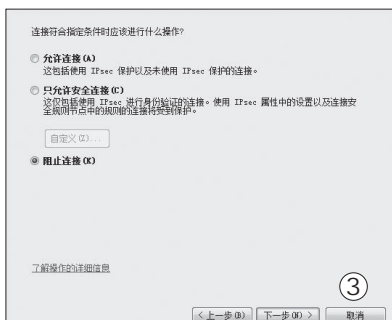 连接符合指定条件时应该进行什么操作?
允许连接(A)
这包括使用 IPsec 保护以及未使用 IPsec 保护的连接。
只允许安全连接(C)
这仅包括使用 IPsec 进行身份验证的连接。使用 IPsec 属性中的设置以及连接安
全规则节点中的规则的连接将受到保护。
自定义(Z)...
阻止连接(K)
了解操作的详细信息
③
<上一步(B) 下一步(N)> 取消